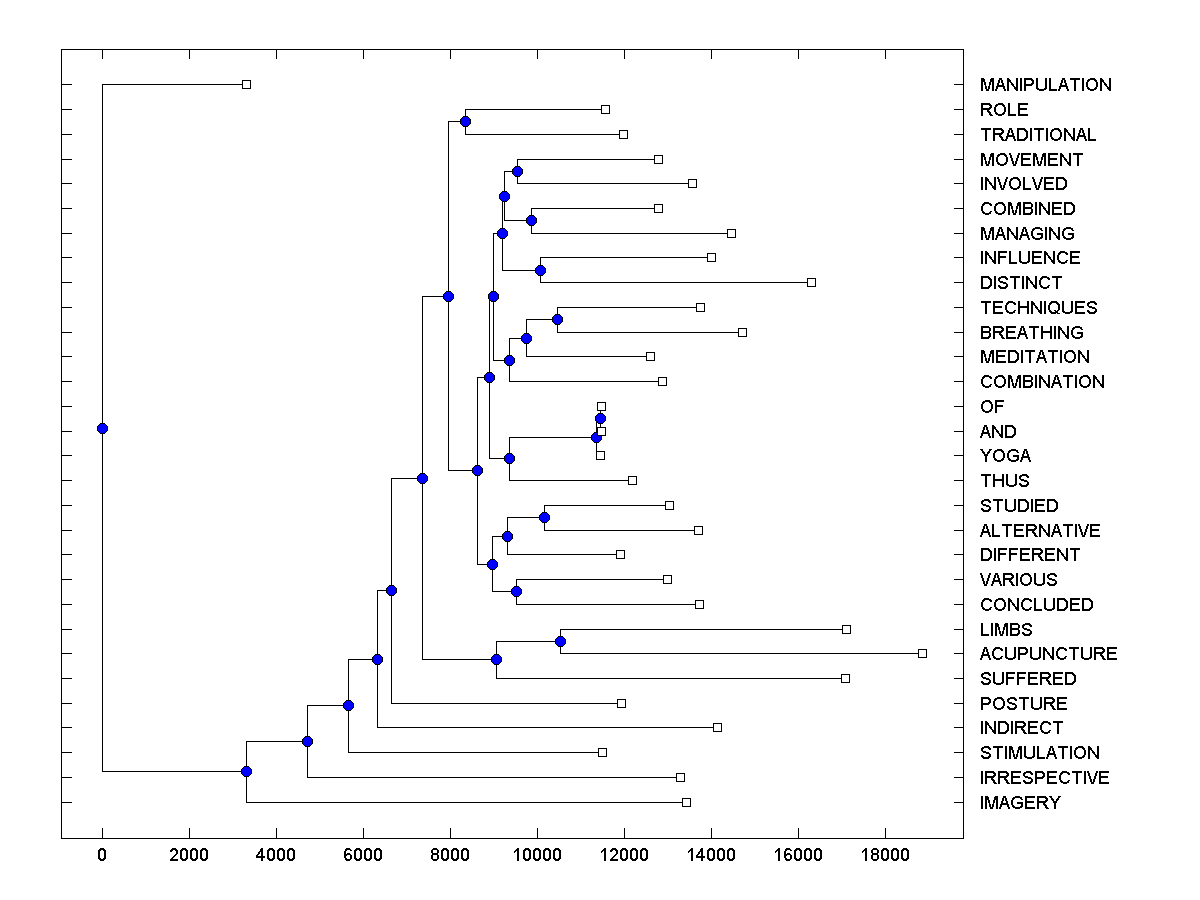 MANIPULATION
ROLE
TRADITIONAL
MOVEMENT
INVOLVED
COMBINED
MANAGING
INFLUENCE
DISTINCT
TECHNIQUES
BREATHING
MEDITATION
COMBINATION
OF
AND
YOGA
THUS
STUDIED
ALTERNATIVE
DIFFERENT
VARIOUS
CONCLUDED
LIMBS
ACUPUNCTURE
SUFFERED
POSTURE
INDIRECT
STIMULATION
IRRESPECTIVE
IMAGERY
0 2000 4000 6000 8000 10000 12000 14000 16000 18000